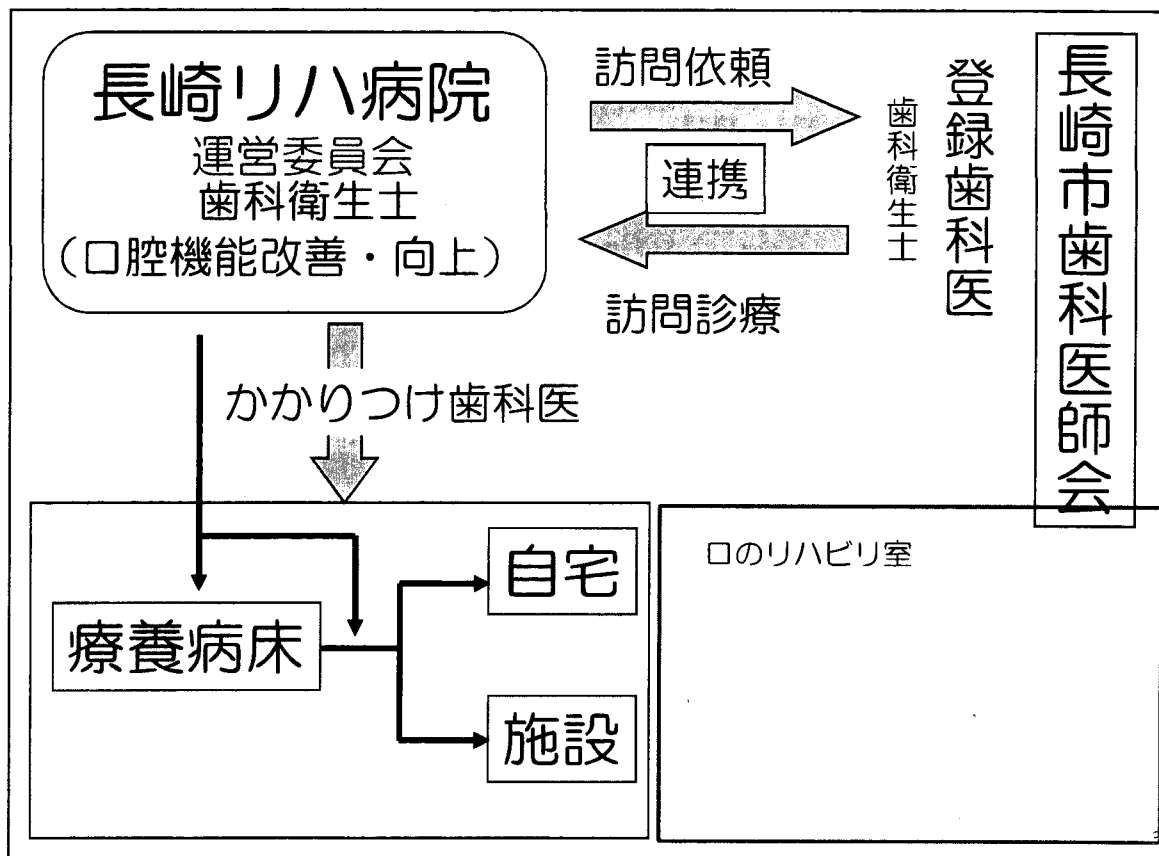 長崎リハ病院
運営委員会
歯科衛生士
（口腔機能改善・向上）
訪問依頼
連携
訪問診療
歯科衛生士
登録歯科医
長崎市歯科医師会
かかりつけ歯科医
療養病床
自宅
施設
口のリハビリ室